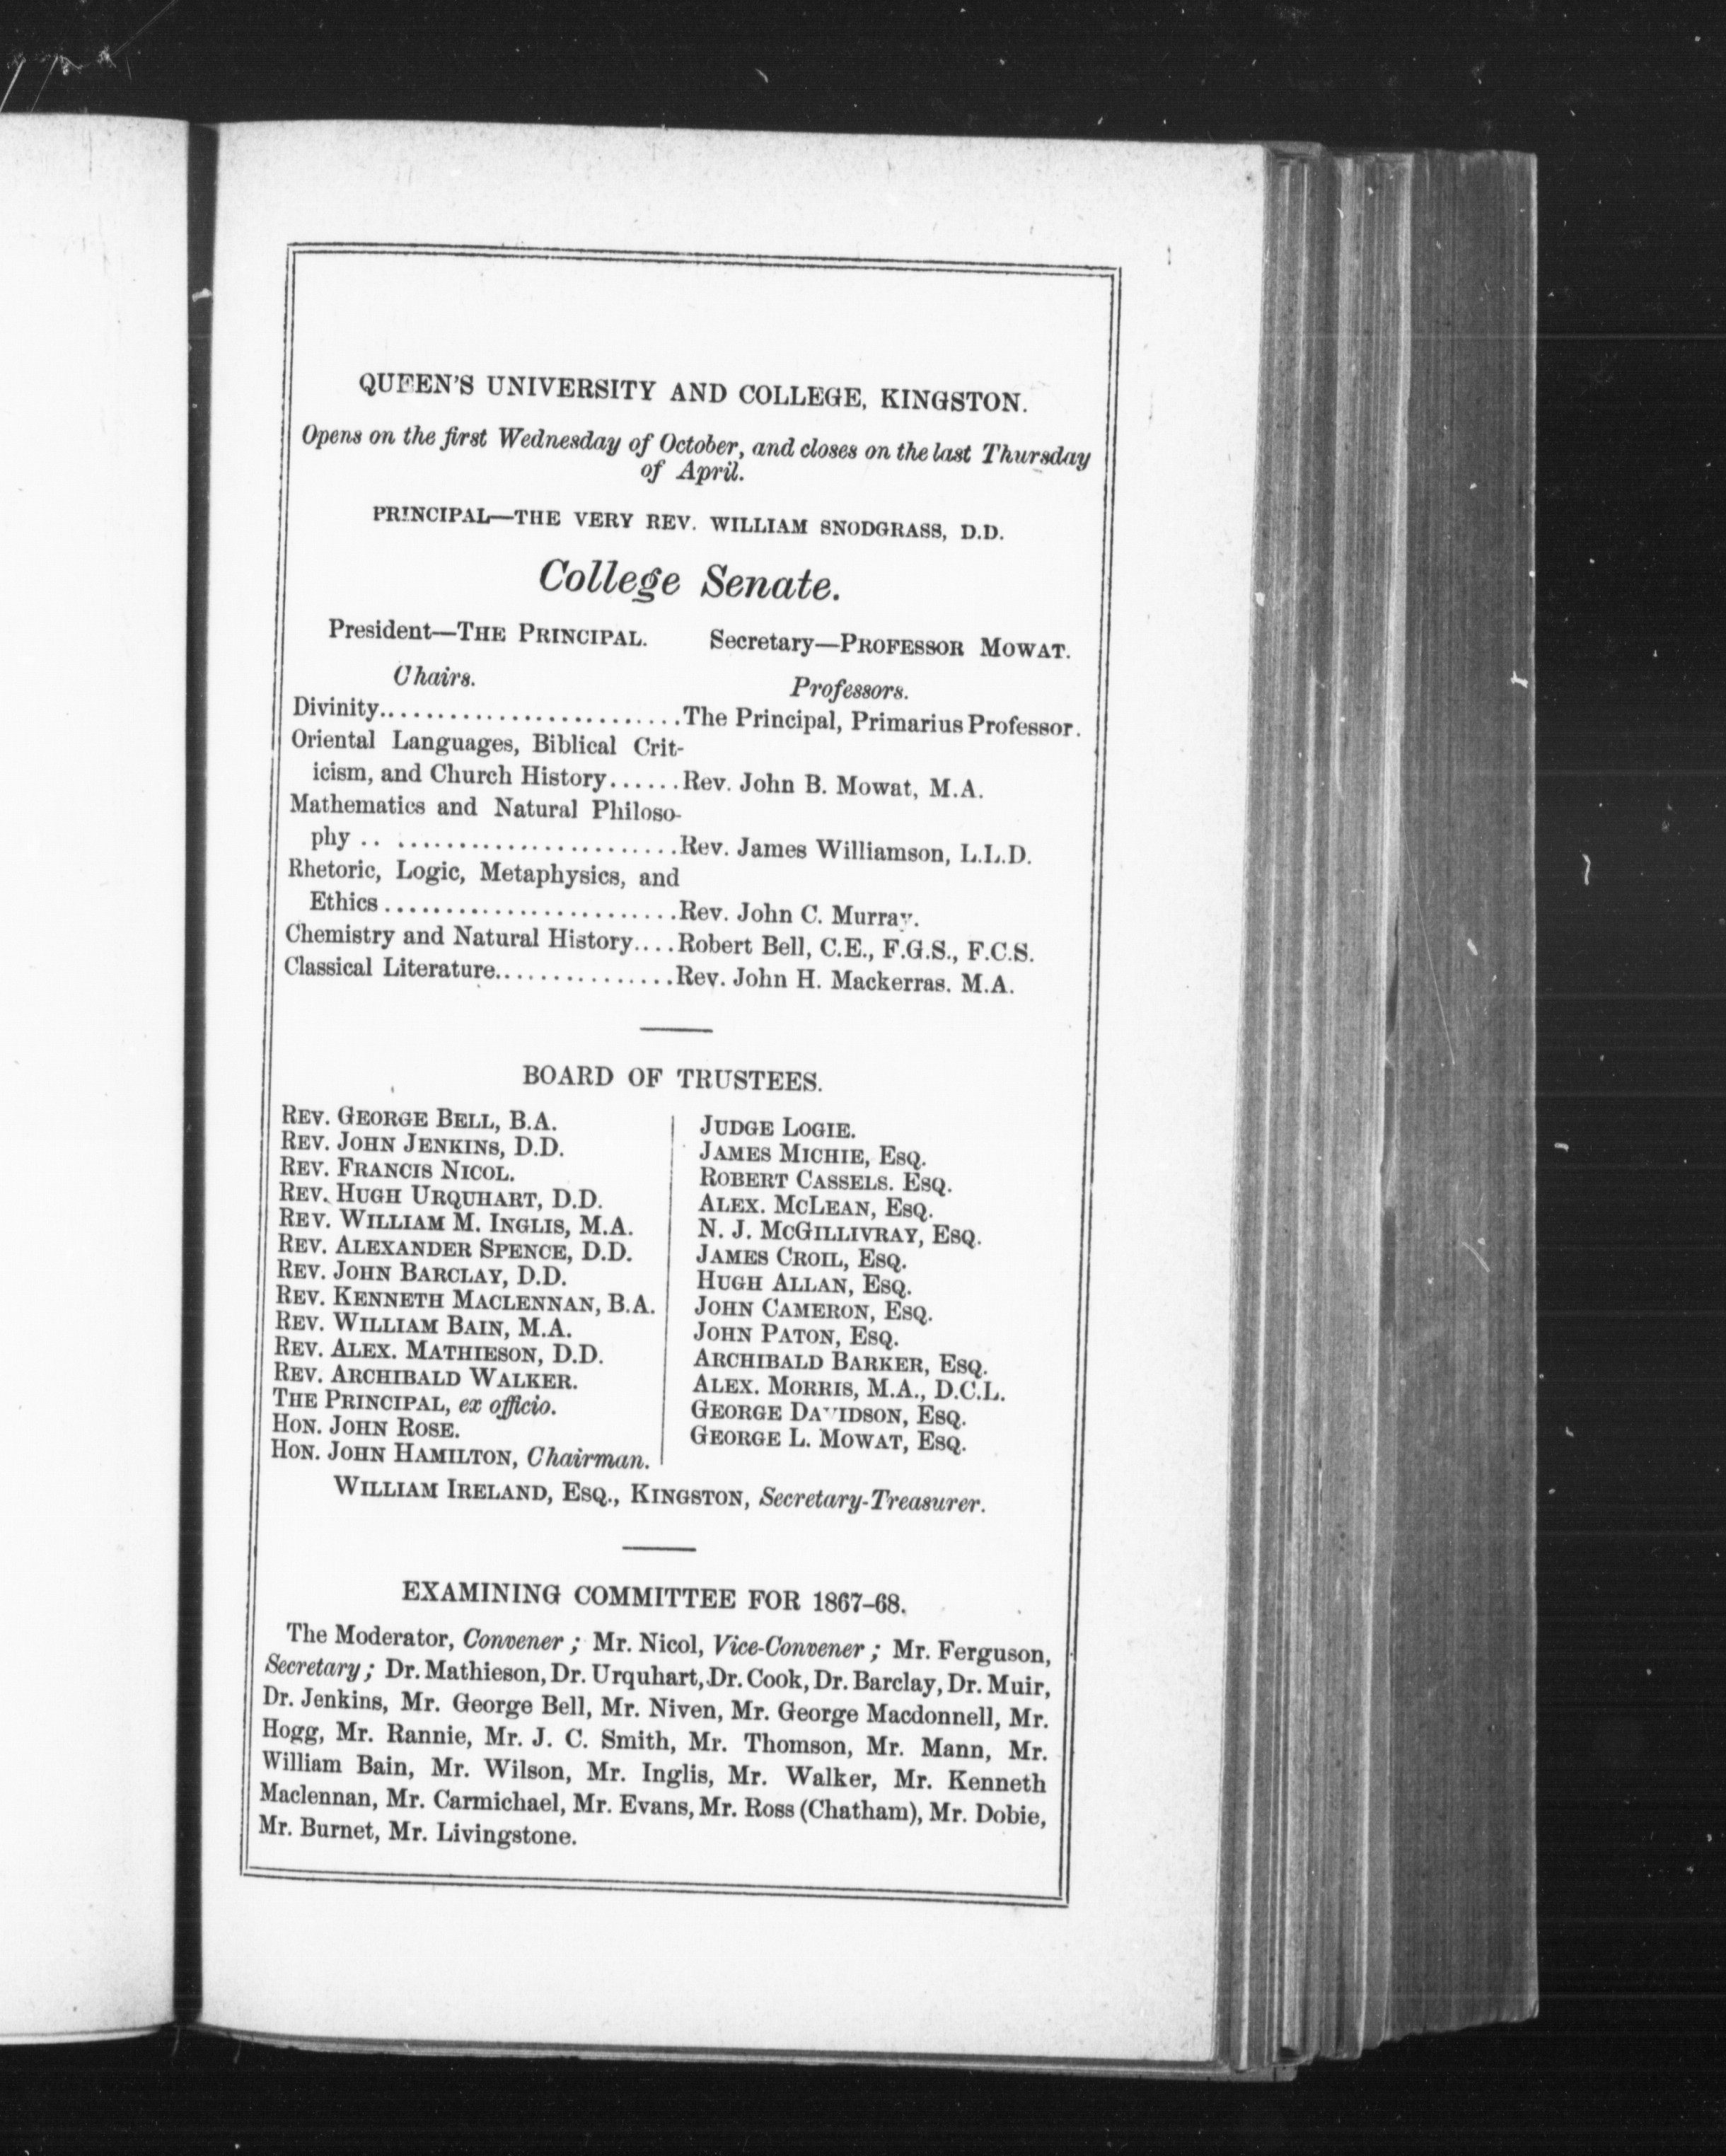 QUEEN'S UNIVERSITY AND COLLEGE, KINGSTON.
Opens on the first Wednesday of October, and closes on the last Thursday
of April.
PRINCIPAL—THE VERY REV. WILLIAM SNODGRASS, D.D.
College Senate.
President—THE PRINCIPAL. Secretary—PROFESSOR MOWAT.
Chairs. Professors.
Divinity.........................The Principal, Primarius Professor.
Oriental Languages, Biblical Crit-
icism, and Church History......Rev. John B. Mowat, M.A.
Mathematics and Natural Philoso-
phy .. .......................Rev. James Williamson, L.L.D.
Rhetoric, Logic, Metaphysics, and
Ethics........................Rev. John C. Murray.
Chemistry and Natural History....Robert Bell, C.E., F.G.S., F.C.S.
Classical Literature...............Rev. John H. Mackerras. M.A.
BOARD OF TRUSTEES.
REV. GEORGE BELL, B.A.
REV. JOHN JENKINS, D.D.
REV. FRANCIS NICOL.
REV. HUGH URQUHART, D.D.
REV. WILLIAM M. INGLIS, M.A.
REV. ALEXANDER SPENCE, D.D.
REV. JOHN BARCLAY, D.D.
REV. KENNETH MACLENNAN, B.A.
REV. WILLIAM BAIN, M.A.
REV. ALEX. MATHIESON, D.D.
REV. ARCHIBALD WALKER.
THE PRINCIPAL, ex officio.
HON. JOHN ROSE.
HON. JOHN HAMILTON, Chairman.
JUDGE LOGIE.
JAMES MICHIE, ESQ.
ROBERT CASSELS. ESQ.
ALEX. MCLEAN, ESQ.
N. J. MCGILLIVRAY, ESQ.
JAMES CROIL, ESQ.
HUGH ALLAN, ESQ.
JOHN CAMERON, ESQ.
JOHN PATON, ESQ.
ARCHIBALD BARKER, ESQ.
ALEX. MORRIS, M.A., D.C.L.
GEORGE DAVIDSON, ESQ.
GEORGE L. MOWAT, ESQ.
WILLIAM IRELAND, ESQ., KINGSTON, Secretary-Treasurer.
EXAMINING COMMITTEE FOR 1867-68.
The Moderator, Convener; Mr. Nicol, Vice-Convener; Mr. Ferguson,
Secretary; Dr. Mathieson, Dr. Urquhart, Dr. Cook, Dr. Barclay, Dr. Muir,
Dr. Jenkins, Mr. George Bell, Mr. Niven, Mr. George Macdonnell, Mr.
Hogg, Mr. Rannie, Mr. J. C. Smith, Mr. Thomson, Mr. Mann, Mr.
William Bain, Mr. Wilson, Mr. Inglis, Mr. Walker, Mr. Kenneth
Maclennan, Mr. Carmichael, Mr. Evans, Mr. Ross (Chatham), Mr. Dobie,
Mr. Burnet, Mr. Livingstone.